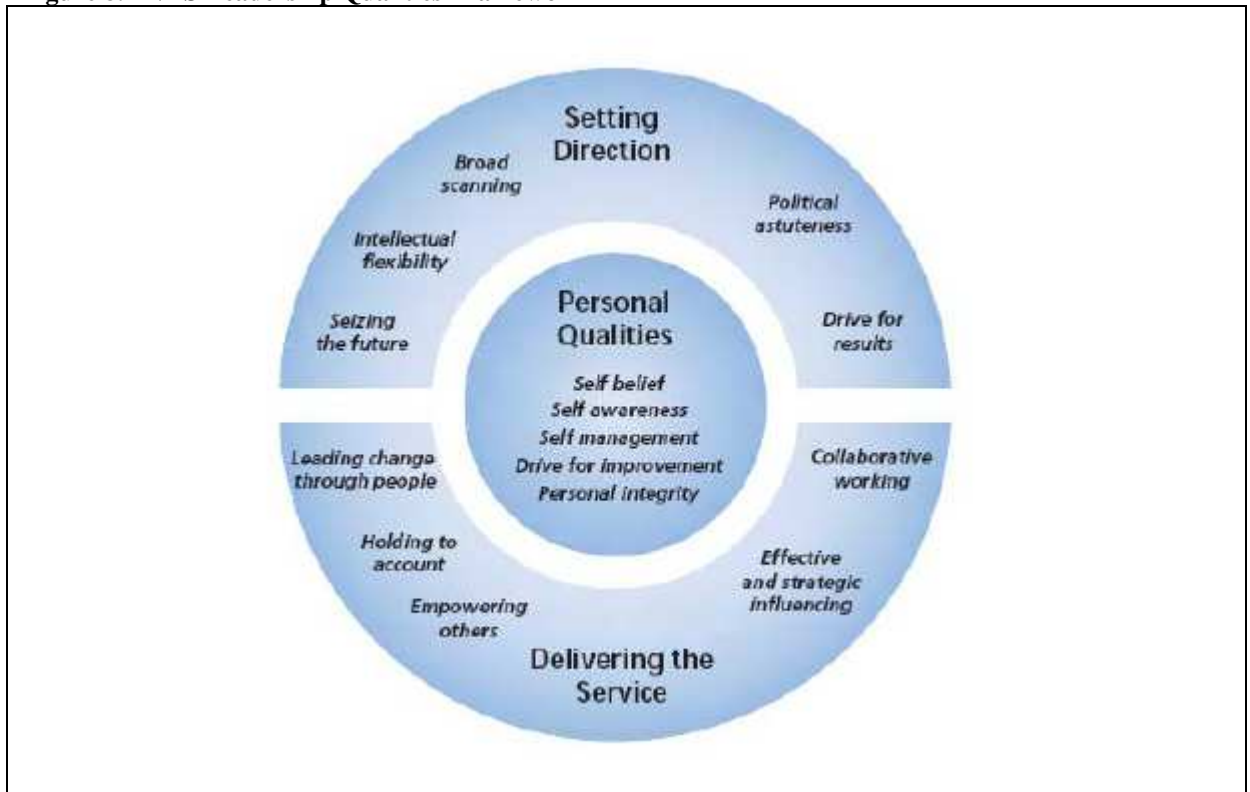 Setting
Direction
Broad
scanning
Political
astuteness
Intellectual
flexibility
Seizing
the future
Drive for
results
Personal
Qualities
Self belief
Self awareness
Self management
Drive for improvement
Personal integrity
Leading change
through people
Collaborative
working
Holding to
account
Effective
and strategic
influencing
Empowering
others
Delivering the
Service